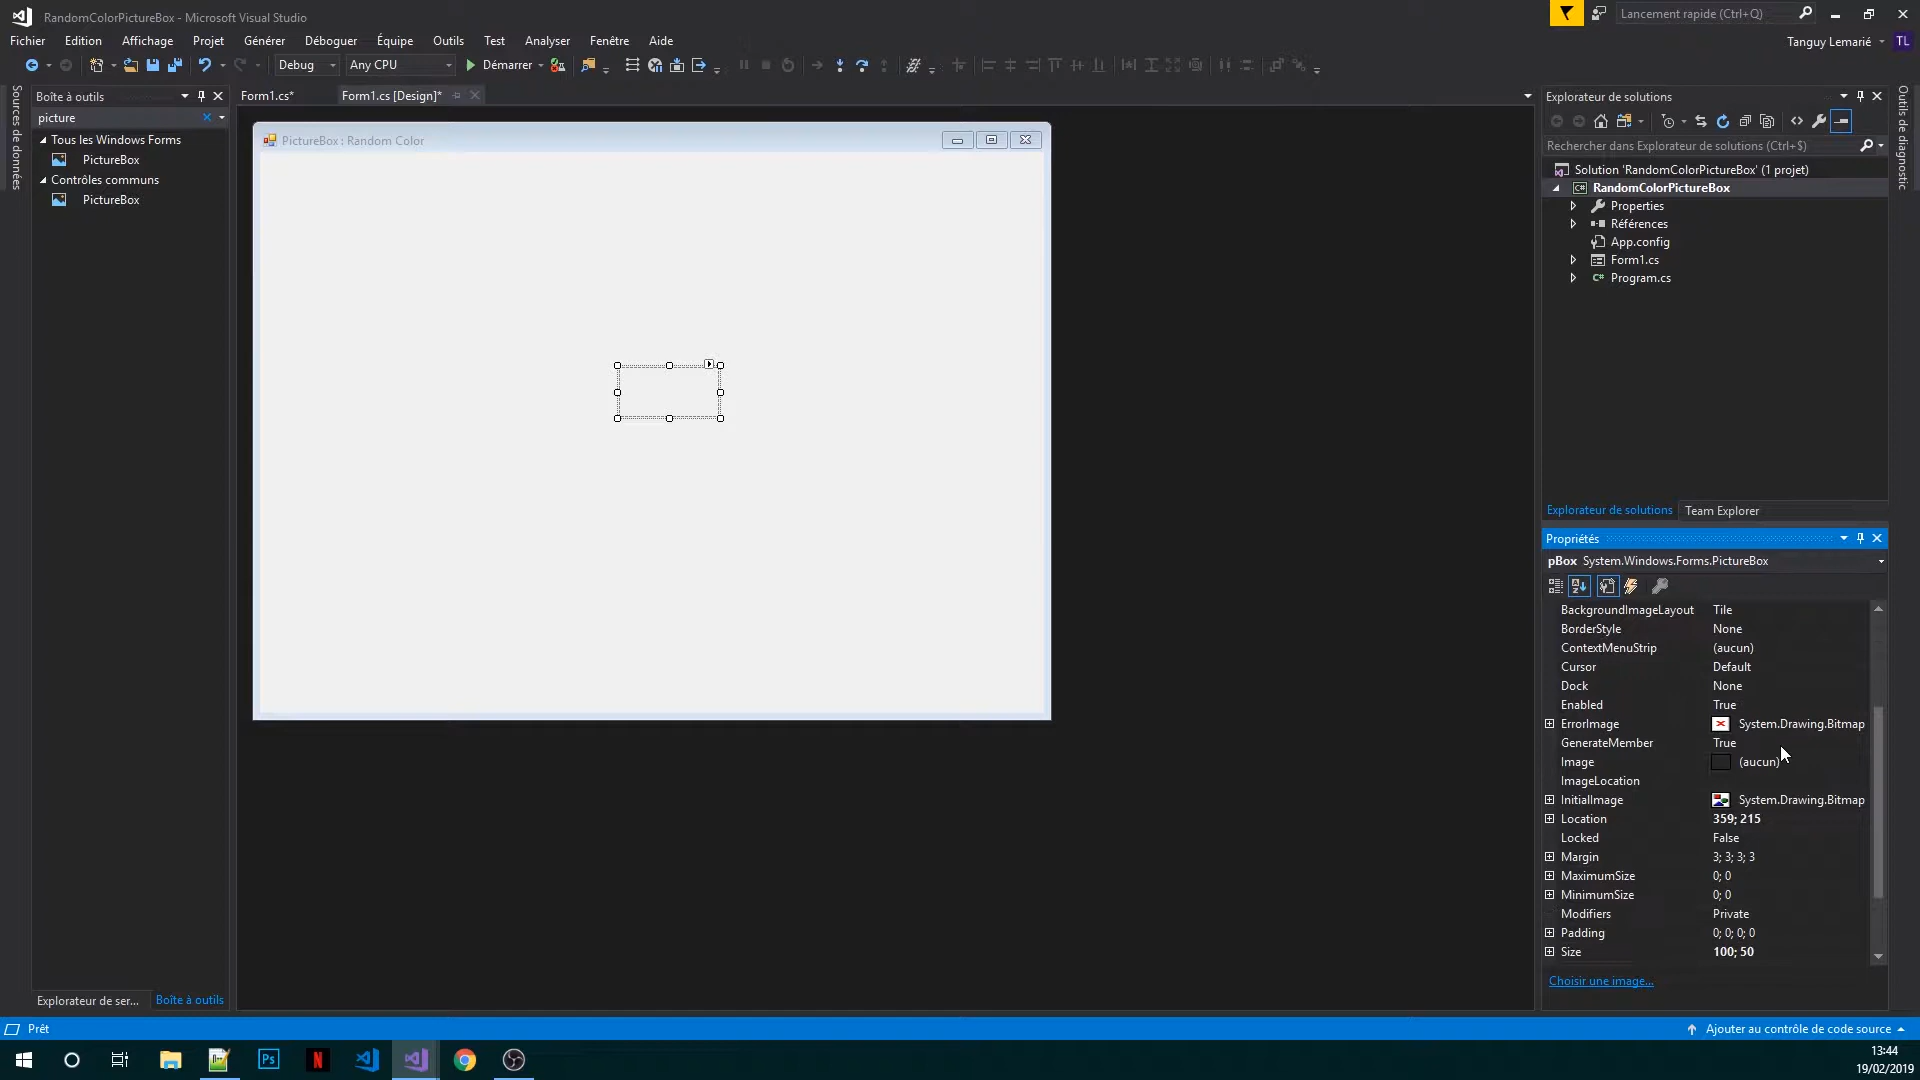 RandomColorPictureBox - Microsoft Visual Studio
Lancement rapide (Ctrl+Q)
Fichier Edition Affichage Projet Générer Déboguer Équipe Outils Test Analyser Fenêtre Aide
Tanguy Lemarié TL
Debug Any CPU Démarrer
Sources de données
Boîte à outils
picture
Tous les Windows Forms
PictureBox
Contrôles communs
PictureBox
Explorateur de ser... Boîte à outils
Form1.cs* Form1.cs [Design]*
PictureBox : Random Color
Explorateur de solutions
Rechercher dans Explorateur de solutions (Ctrl+$)
Solution 'RandomColorPictureBox' (1 projet)
C# RandomColorPictureBox
Properties
Références
App.config
Form1.cs
C# Program.cs
Explorateur de solutions Team Explorer
Outils de diagnostic
Propriétés
pBox System.Windows.Forms.PictureBox
BackgroundImageLayout Tile
BorderStyle None
ContextMenuStrip (aucun)
Cursor Default
Dock None
Enabled True
ErrorImage System.Drawing.Bitmap
GenerateMember True
Image (aucun)
ImageLocation
InitialImage System.Drawing.Bitmap
Location 359; 215
Locked False
Margin 3; 3; 3; 3
MaximumSize 0; 0
MinimumSize 0; 0
Modifiers Private
Padding 0; 0; 0; 0
Size 100; 50
Choisir une image...
Prêt
Ajouter au contrôle de code source
Ps N
13:44
19/02/2019